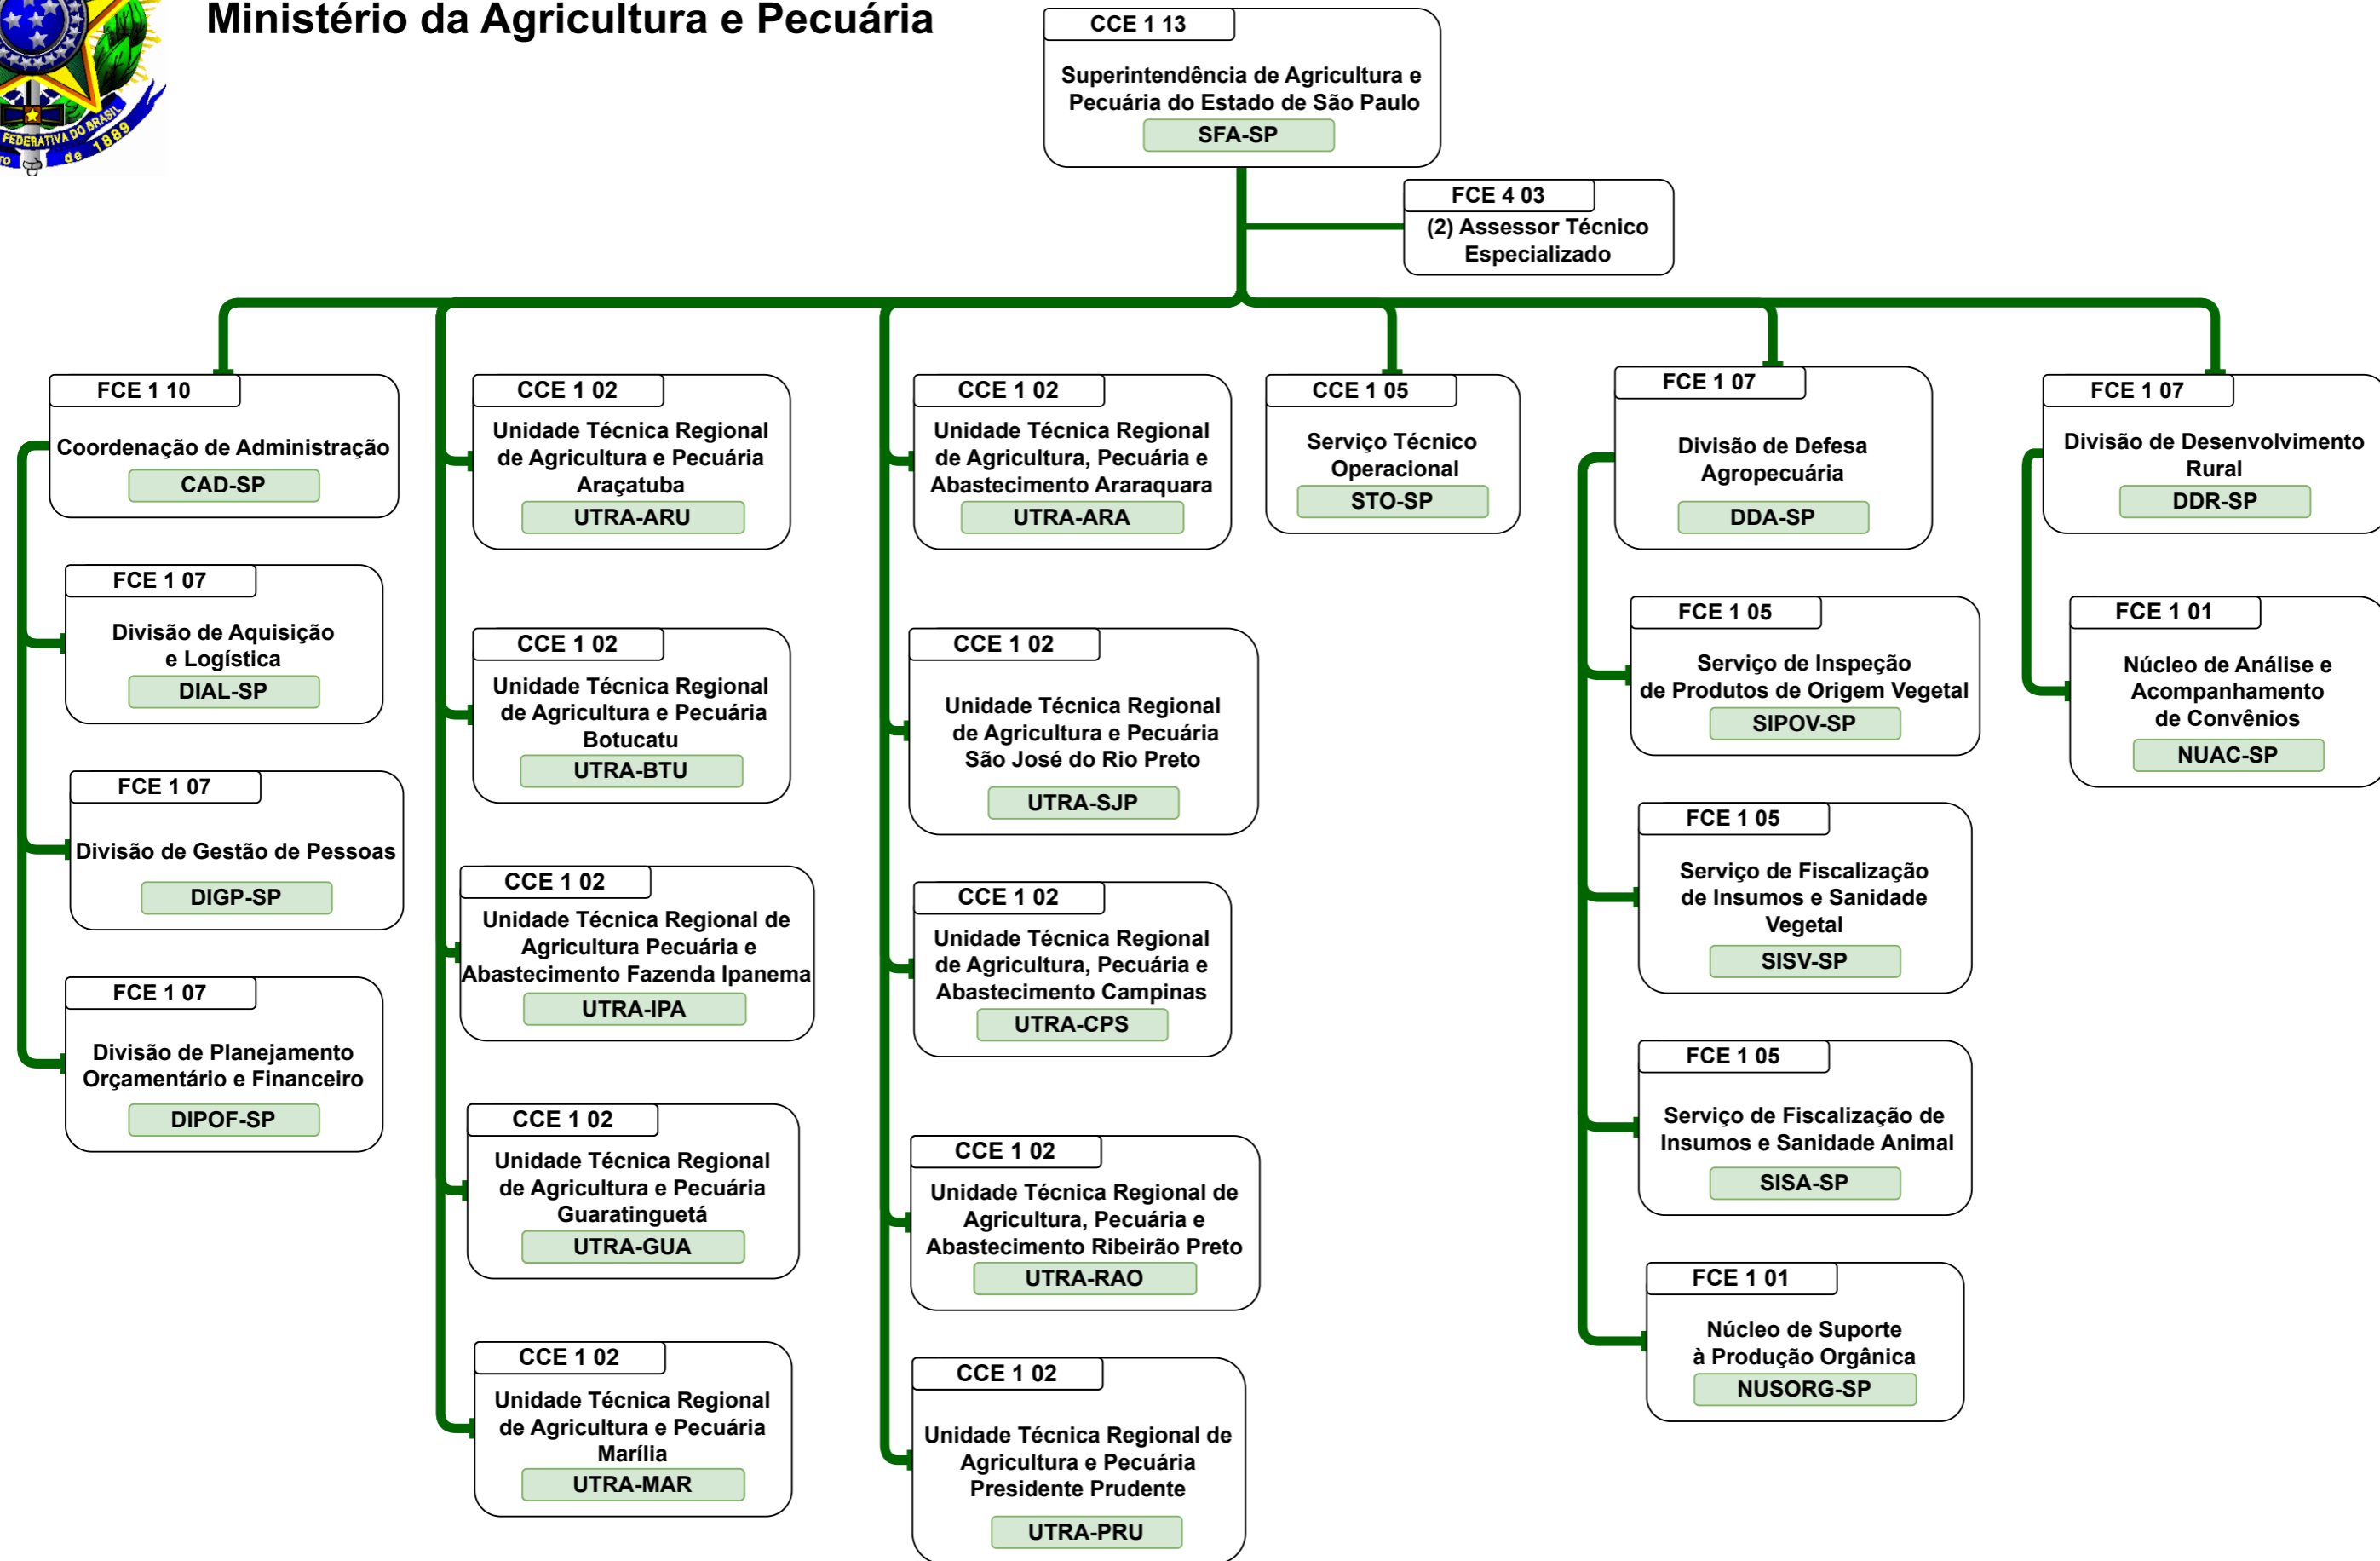 Ministério da Agricultura e Pecuária
FEDERATIVA DO BRASIL
de 1889
CCE 1 13
Superintendência de Agricultura e
Pecuária do Estado de São Paulo
SFA-SP
FCE 4 03
(2) Assessor Técnico
Especializado
FCE 1 10
Coordenação de Administração
CAD-SP
FCE 1 07
Divisão de Aquisição
e Logística
DIAL-SP
FCE 1 07
Divisão de Gestão de Pessoas
DIGP-SP
FCE 1 07
Divisão de Planejamento
Orçamentário e Financeiro
DIPOF-SP
CCE 1 02
Unidade Técnica Regional
de Agricultura e Pecuária
Araçatuba
UTRA-ARU
CCE 1 02
Unidade Técnica Regional
de Agricultura e Pecuária
Botucatu
UTRA-BTU
CCE 1 02
Unidade Técnica Regional de
Agricultura Pecuária e
Abastecimento Fazenda Ipanema
UTRA-IPA
CCE 1 02
Unidade Técnica Regional
de Agricultura e Pecuária
Guaratinguetá
UTRA-GUA
CCE 1 02
Unidade Técnica Regional
de Agricultura e Pecuária
Marília
UTRA-MAR
CCE 1 02
Unidade Técnica Regional
de Agricultura, Pecuária e
Abastecimento Araraquara
UTRA-ARA
CCE 1 02
Unidade Técnica Regional
de Agricultura e Pecuária
São José do Rio Preto
UTRA-SJP
CCE 1 02
Unidade Técnica Regional
de Agricultura, Pecuária e
Abastecimento Campinas
UTRA-CPS
CCE 1 02
Unidade Técnica Regional de
Agricultura, Pecuária e
Abastecimento Ribeirão Preto
UTRA-RAO
CCE 1 02
Unidade Técnica Regional de
Agricultura e Pecuária
Presidente Prudente
UTRA-PRU
CCE 1 05
Serviço Técnico
Operacional
STO-SP
FCE 1 07
Divisão de Defesa
Agropecuária
DDA-SP
FCE 1 05
Serviço de Inspeção
de Produtos de Origem Vegetal
SIPOV-SP
FCE 1 05
Serviço de Fiscalização
de Insumos e Sanidade
Vegetal
SISV-SP
FCE 1 05
Serviço de Fiscalização de
Insumos e Sanidade Animal
SISA-SP
FCE 1 01
Núcleo de Suporte
à Produção Orgânica
NUSORG-SP
FCE 1 07
Divisão de Desenvolvimento
Rural
DDR-SP
FCE 1 01
Núcleo de Análise e
Acompanhamento
de Convênios
NUAC-SP